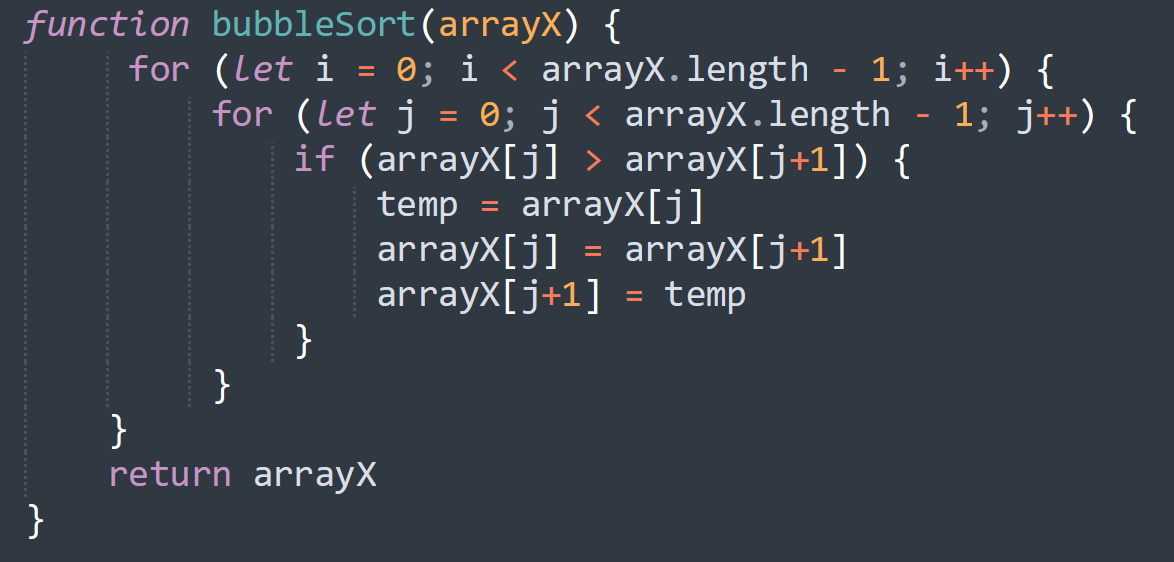 function bubbleSort(arrayX) {
     for (let i = 0; i < arrayX.length - 1; i++) {
         for (let j = 0; j < arrayX.length - 1; j++) {
             if (arrayX[j] > arrayX[j+1]) {
                 temp = arrayX[j]
                 arrayX[j] = arrayX[j+1]
                 arrayX[j+1] = temp
             }
         }
    }
    return arrayX
}